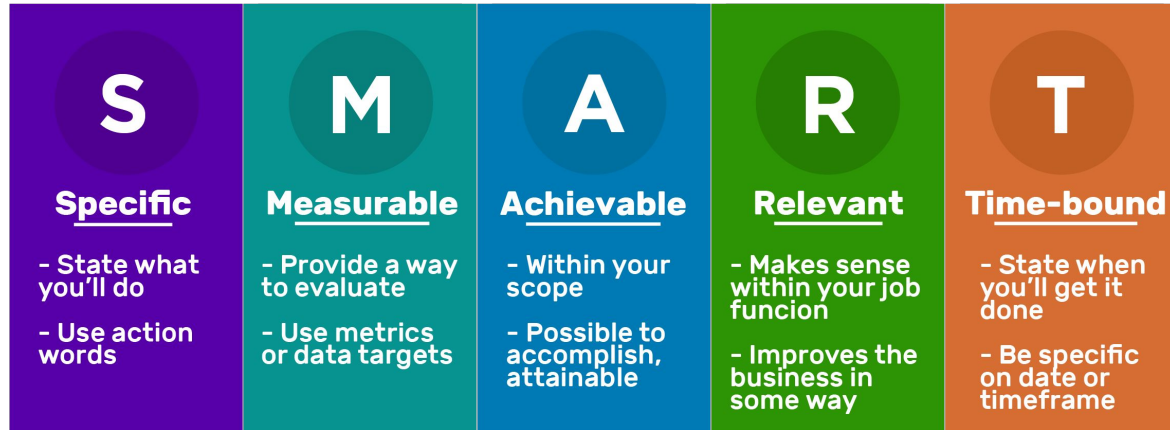 S
Specific
- State what
you'll do
- Use action
words
M
Measurable
- Provide a way
to evaluate
- Use metrics
or data targets
A
Achievable
- Within your
scope
- Possible to
accomplish,
attainable
R
Relevant
- Makes sense
within your job
funcion
- Improves the
business in
some way
T
Time-bound
- State when
you'll get it
done
- Be specific
on date or
timeframe